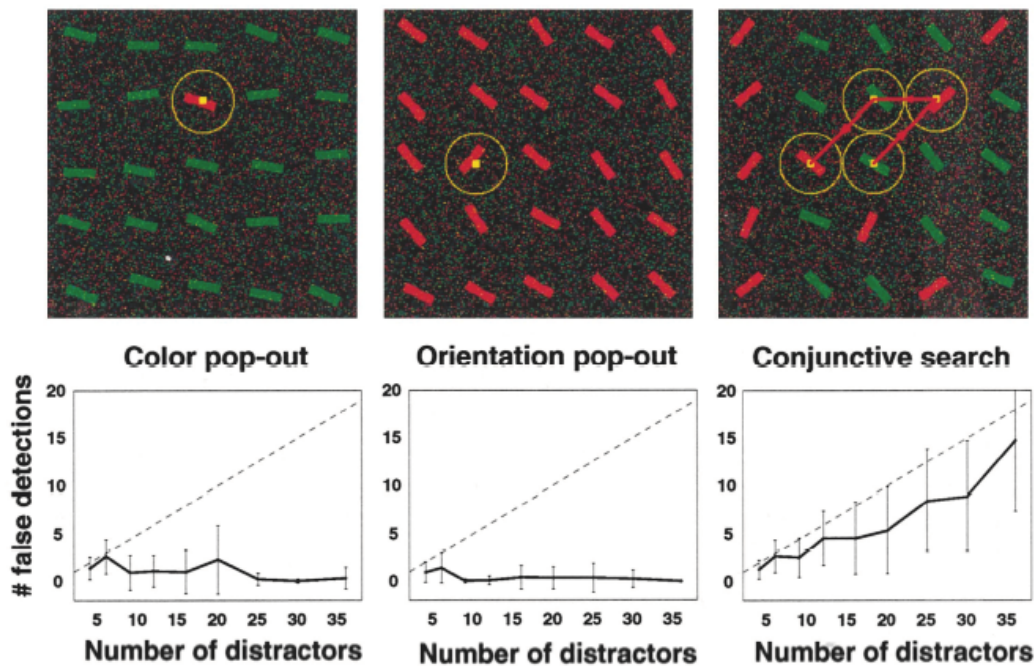 Color pop-out
Orientation pop-out
Conjunctive search
# false detections
20
15
10
5
0
5 10 15 20 25 30 35
Number of distractors
20
15
10
5
0
5 10 15 20 25 30 35
Number of distractors
20
15
10
5
0
5 10 15 20 25 30 35
Number of distractors